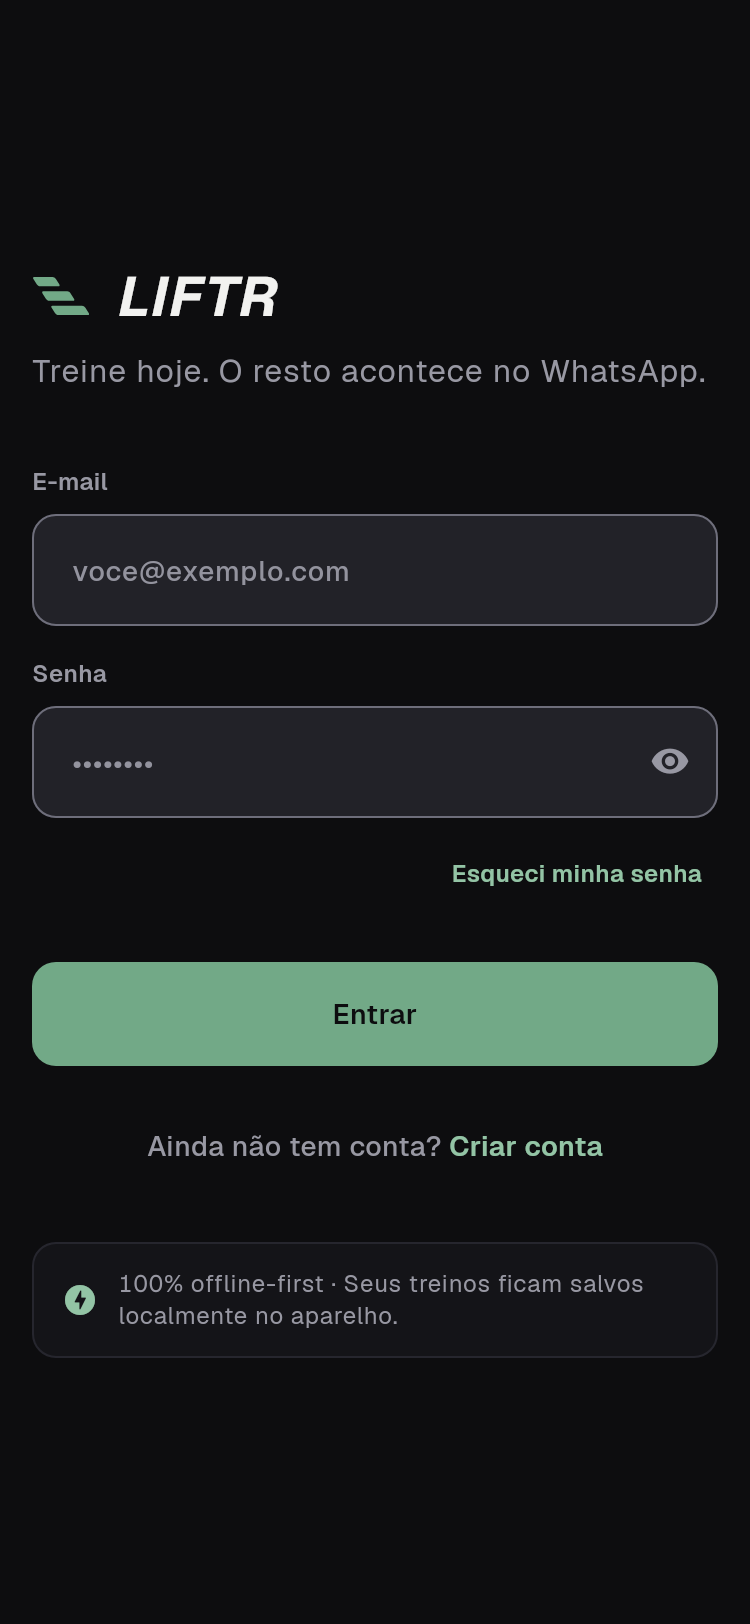 LIFTR
Treine hoje. O resto acontece no WhatsApp.
E-mail
voce@exemplo.com
Senha
••••••••
Esqueci minha senha
Entrar
Ainda não tem conta? Criar conta
100% offline-first · Seus treinos ficam salvos
localmente no aparelho.